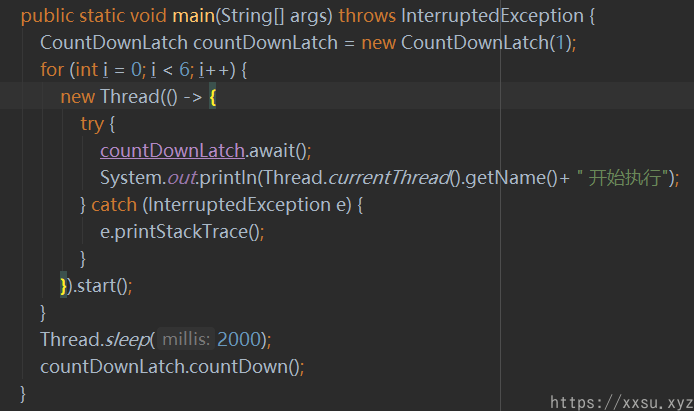 public static void main(String[] args) throws InterruptedException {
CountDownLatch countDownLatch = new CountDownLatch(1);
for (int i = 0; i < 6; i++) {
new Thread(() -> {
try {
countDownLatch.await();
System.out.println(Thread.currentThread().getName()+ " 开始执行");
} catch (InterruptedException e) {
e.printStackTrace();
}
}).start();
}
Thread.sleep( millis: 2000);
countDownLatch.countDown();
}
https://xxsu.xyz